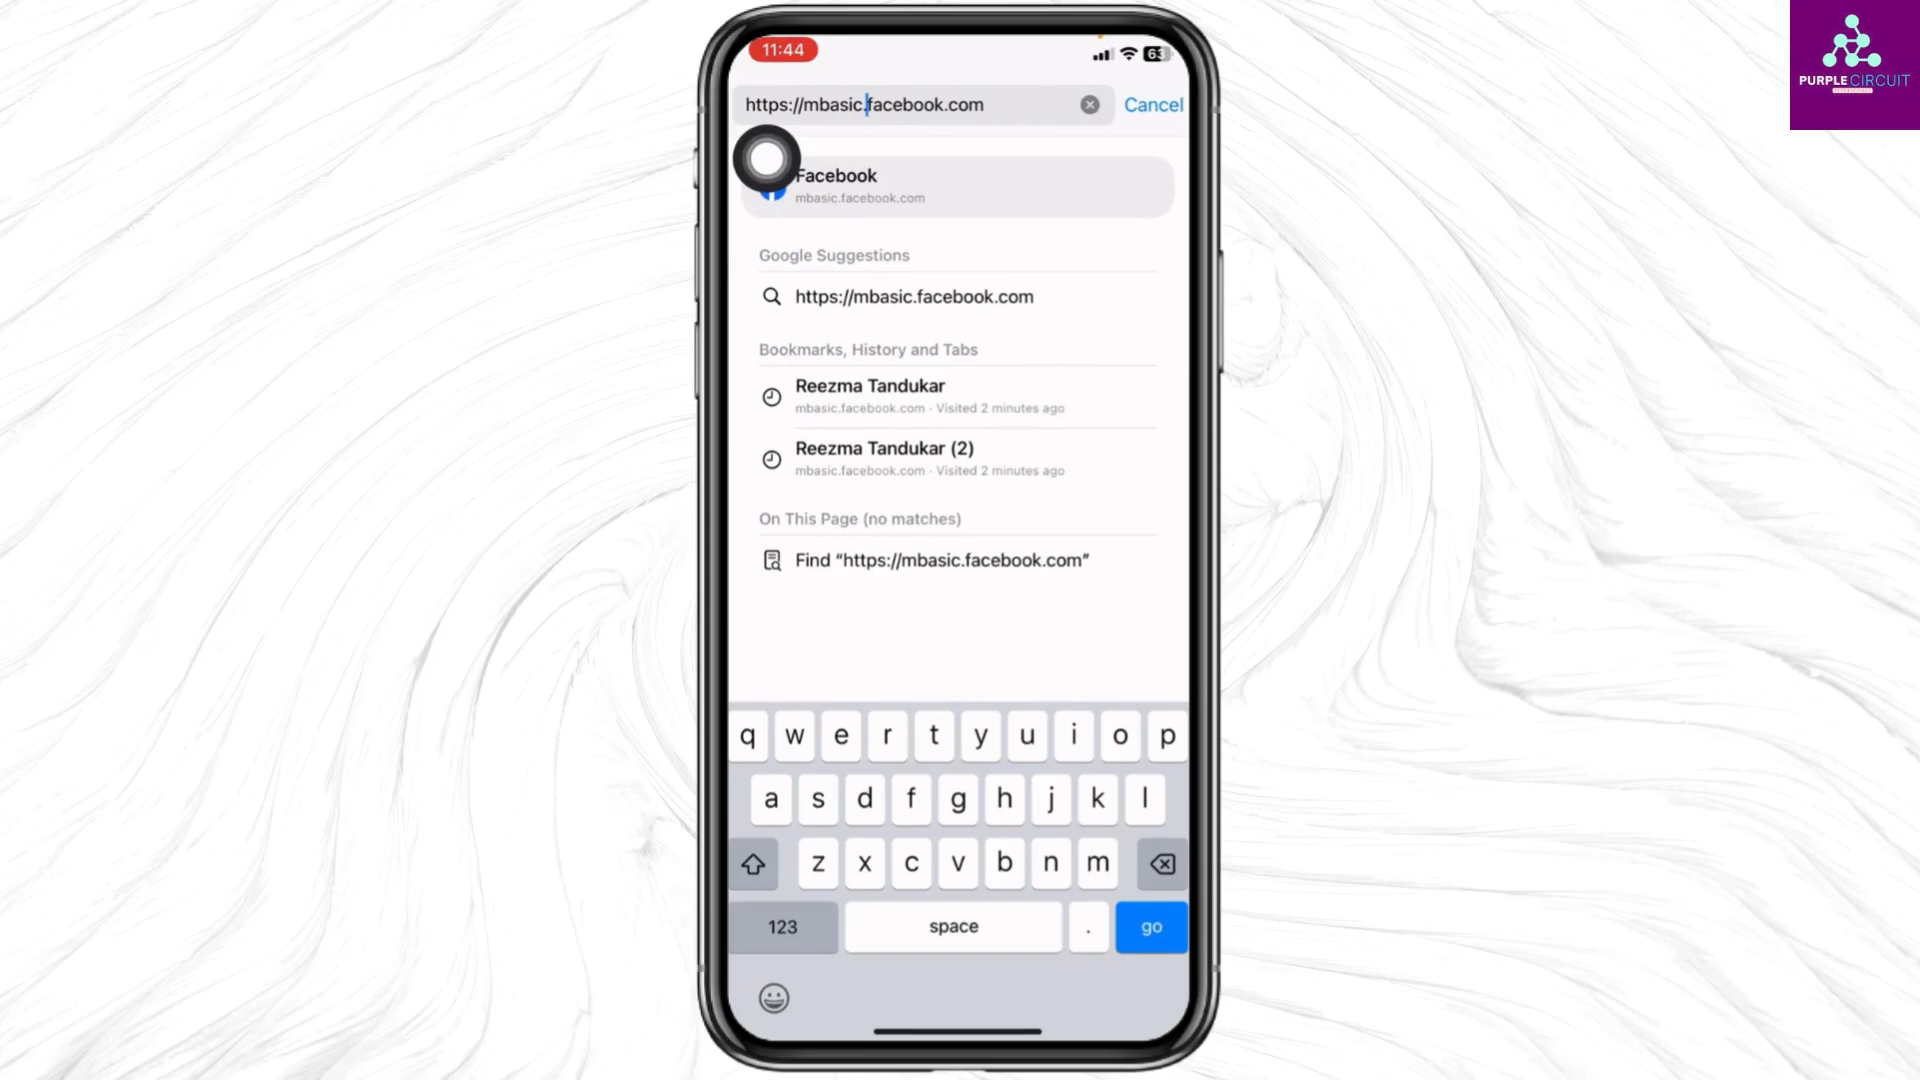 11:44
63
https://mbasic.facebook.com
Cancel
Facebook
mbasic.facebook.com
Google Suggestions
https://mbasic.facebook.com
Bookmarks, History and Tabs
Reezma Tandukar
mbasic.facebook.com · Visited 2 minutes ago
Reezma Tandukar (2)
mbasic.facebook.com · Visited 2 minutes ago
On This Page (no matches)
Find “https://mbasic.facebook.com”
q w e r t y u i o p
a s d f g h j k l
z x c v b n m
123 space . go
PURPLE CIRCUIT